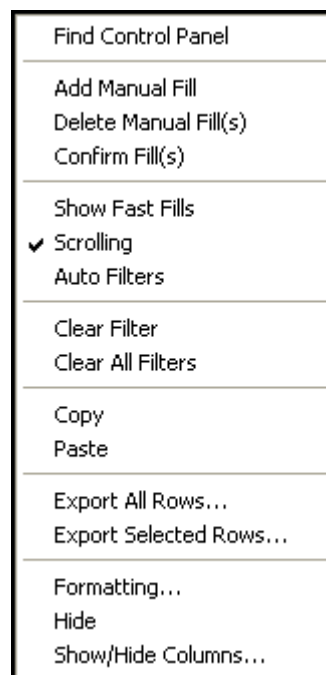 Find Control Panel
Add Manual Fill
Delete Manual Fill(s)
Confirm Fill(s)
Show Fast Fills
Scrolling
Auto Filters
Clear Filter
Clear All Filters
Copy
Paste
Export All Rows...
Export Selected Rows...
Formatting...
Hide
Show/Hide Columns...